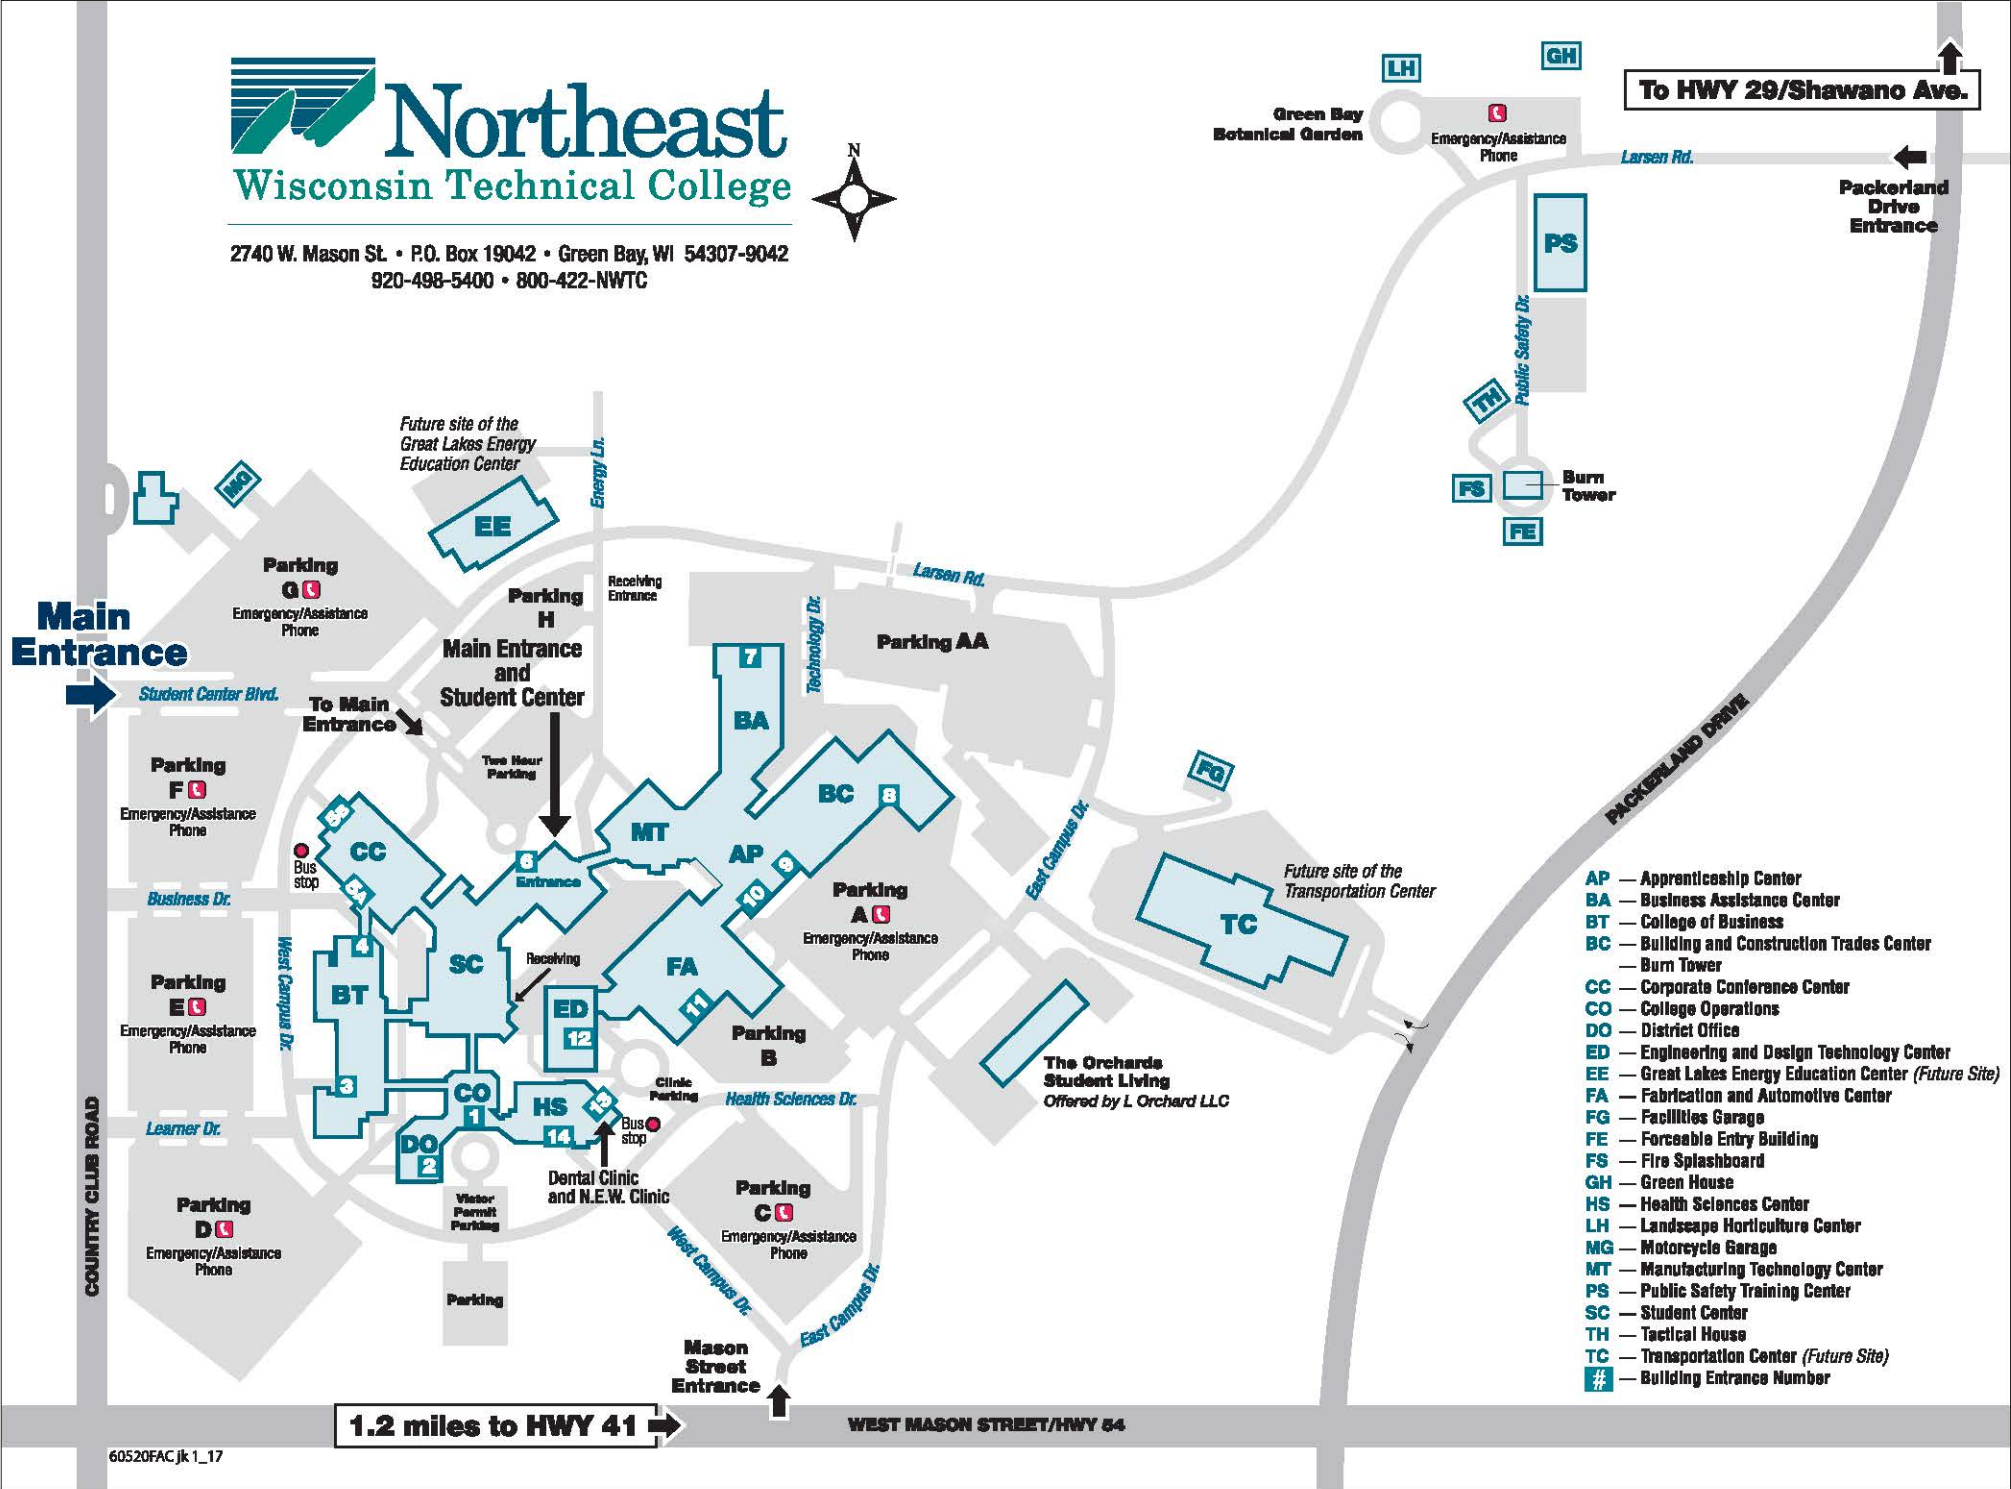 Northeast
Wisconsin Technical College
2740 W. Mason St. • P.O. Box 19042 • Green Bay, WI 54307-9042
920-498-5400 • 800-422-NWTC
N
LH
GH
To HWY 29/Shawano Ave.
Green Bay
Botanical Garden
Emergency/Assistance
Phone
Larsen Rd.
Packerland
Drive
Entrance
PS
Public Safety Dr.
TH
FS
Burn
Tower
FE
Future site of the
Great Lakes Energy
Education Center
Energy Ln.
EE
MG
Parking
G
Emergency/Assistance
Phone
Parking
H
Receiving
Entrance
Larsen Rd.
Technology Dr.
Parking AA
Main
Entrance
Main Entrance
and
Student Center
Student Center Blvd.
To Main
Entrance
7
BA
Two Hour
Parking
Parking
F
Emergency/Assistance
Phone
BC
8
FG
PACKERLAND DRIVE
CC
MT
AP
9
10
6
Entrance
Bus
stop
Business Dr.
Parking
A
Emergency/Assistance
Phone
East Campus Dr.
Future site of the
Transportation Center
TC
4
SC
Receiving
FA
11
BT
West Campus Dr.
Parking
E
Emergency/Assistance
Phone
ED
12
Parking
B
The Orchards
Student Living
Offered by L Orchard LLC
3
CO
1
HS
13
14
Clinic
Parking
Health Sciences Dr.
Bus
stop
Learner Dr.
DO
2
Dental Clinic
and N.E.W. Clinic
COUNTRY CLUB ROAD
Parking
D
Emergency/Assistance
Phone
Visitor
Permit
Parking
Parking
Parking
C
Emergency/Assistance
Phone
West Campus Dr.
East Campus Dr.
Mason
Street
Entrance
1.2 miles to HWY 41
WEST MASON STREET/HWY 54
60520FAC jk 1_17
AP — Apprenticeship Center
BA — Business Assistance Center
BT — College of Business
BC — Building and Construction Trades Center
— Burn Tower
CC — Corporate Conference Center
CO — College Operations
DO — District Office
ED — Engineering and Design Technology Center
EE — Great Lakes Energy Education Center (Future Site)
FA — Fabrication and Automotive Center
FG — Facilities Garage
FE — Forceable Entry Building
FS — Fire Splashboard
GH — Green House
HS — Health Sciences Center
LH — Landscape Horticulture Center
MG — Motorcycle Garage
MT — Manufacturing Technology Center
PS — Public Safety Training Center
SC — Student Center
TH — Tactical House
TC — Transportation Center (Future Site)
# — Building Entrance Number